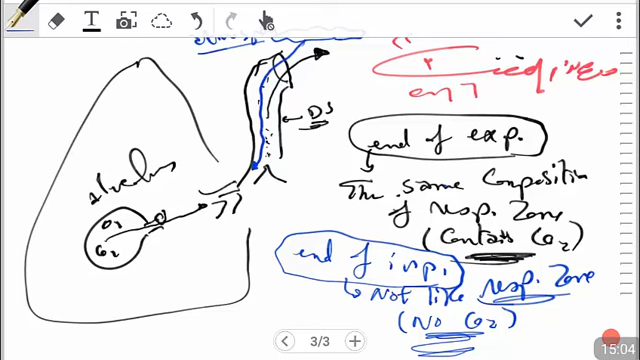 DS
end of exp.
The same Composition
of resp. Zone
(Contais Co2)
alveolus
O2
Co2
end of insp.
Not like resp. Zone
(No Co2)
3/3
15:04